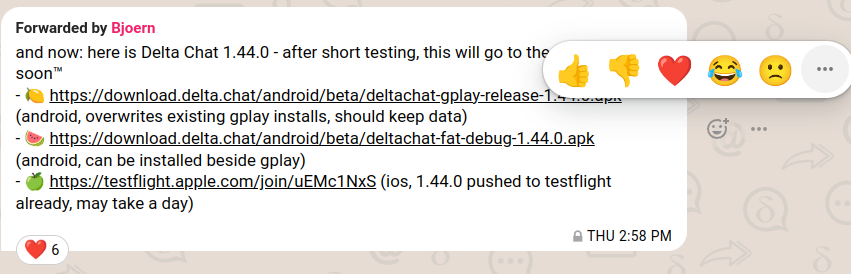 Forwarded by Bjoern
and now: here is Delta Chat 1.44.0 - after short testing, this will go to the
soon™
- 🍋 https://download.delta.chat/android/beta/deltachat-gplay-release-1.44.0.apk
(android, overwrites existing gplay installs, should keep data)
- 🍉 https://download.delta.chat/android/beta/deltachat-fat-debug-1.44.0.apk
(android, can be installed beside gplay)
- 🍏 https://testflight.apple.com/join/uEMc1NxS (ios, 1.44.0 pushed to testflight
already, may take a day)
THU 2:58 PM
❤️ 6